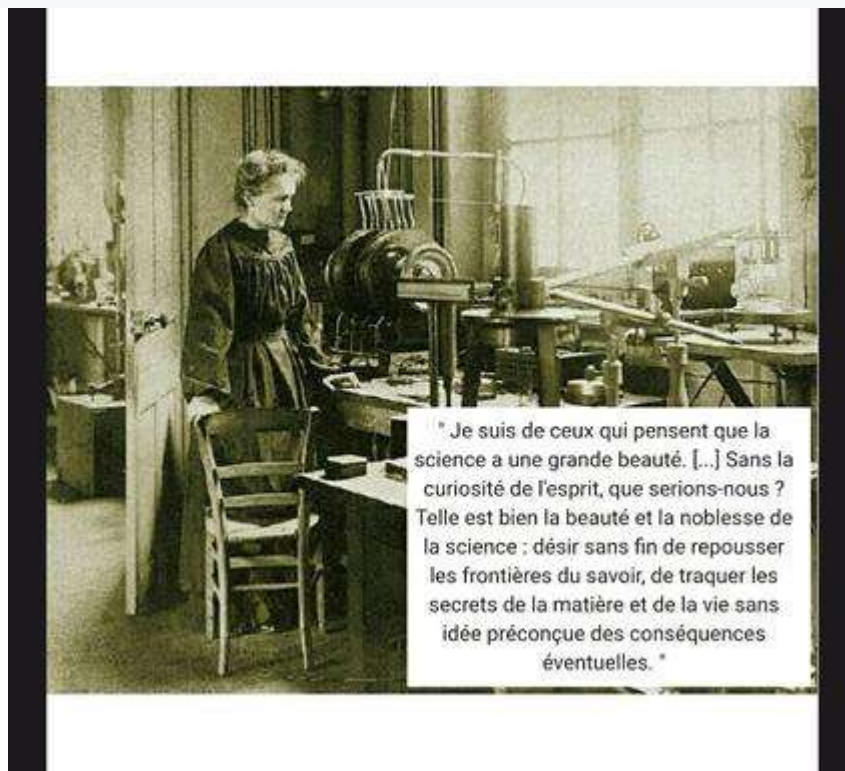 " Je suis de ceux qui pensent que la
science a une grande beauté. [...] Sans la
curiosité de l'esprit, que serions-nous ?
Telle est bien la beauté et la noblesse de
la science : désir sans fin de repousser
les frontières du savoir, de traquer les
secrets de la matière et de la vie sans
idée préconçue des conséquences
éventuelles. "